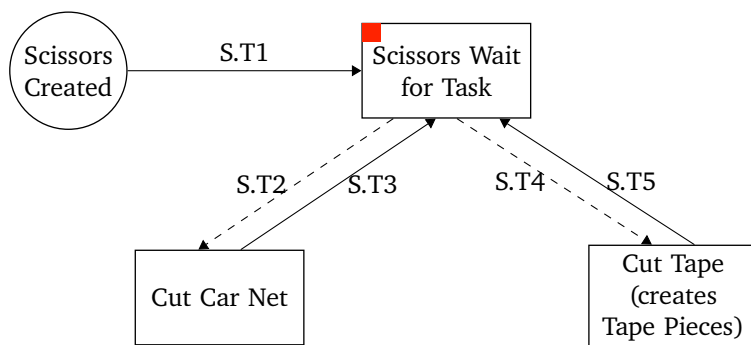 Scissors
Created
S.T1
Scissors Wait
for Task
S.T2
S.T3
S.T4
S.T5
Cut Car Net
Cut Tape
(creates
Tape Pieces)